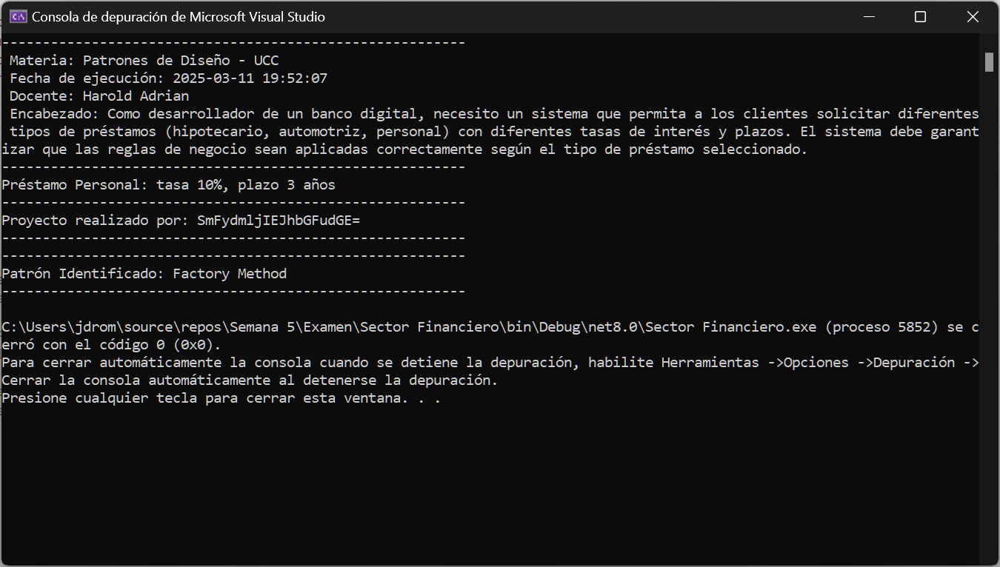 Consola de depuración de Microsoft Visual Studio
---------------------------------------------------------
Materia: Patrones de Diseño - UCC
Fecha de ejecución: 2025-03-11 19:52:07
Docente: Harold Adrian
Encabezado: Como desarrollador de un banco digital, necesito un sistema que permita a los clientes solicitar diferentes
tipos de préstamos (hipotecario, automotriz, personal) con diferentes tasas de interés y plazos. El sistema debe garant
izar que las reglas de negocio sean aplicadas correctamente según el tipo de préstamo seleccionado.
---------------------------------------------------------
Préstamo Personal: tasa 10%, plazo 3 años
---------------------------------------------------------
Proyecto realizado por: SmFydmljIEJhbGFudGE=
---------------------------------------------------------
---------------------------------------------------------
Patrón Identificado: Factory Method
---------------------------------------------------------
C:\Users\jdrom\source\repos\Semana 5\Examen\Sector Financiero\bin\Debug\net8.0\Sector Financiero.exe (proceso 5852) se c
erró con el código 0 (0x0).
Para cerrar automáticamente la consola cuando se detiene la depuración, habilite Herramientas ->Opciones ->Depuración ->
Cerrar la consola automáticamente al detenerse la depuración.
Presione cualquier tecla para cerrar esta ventana. . .